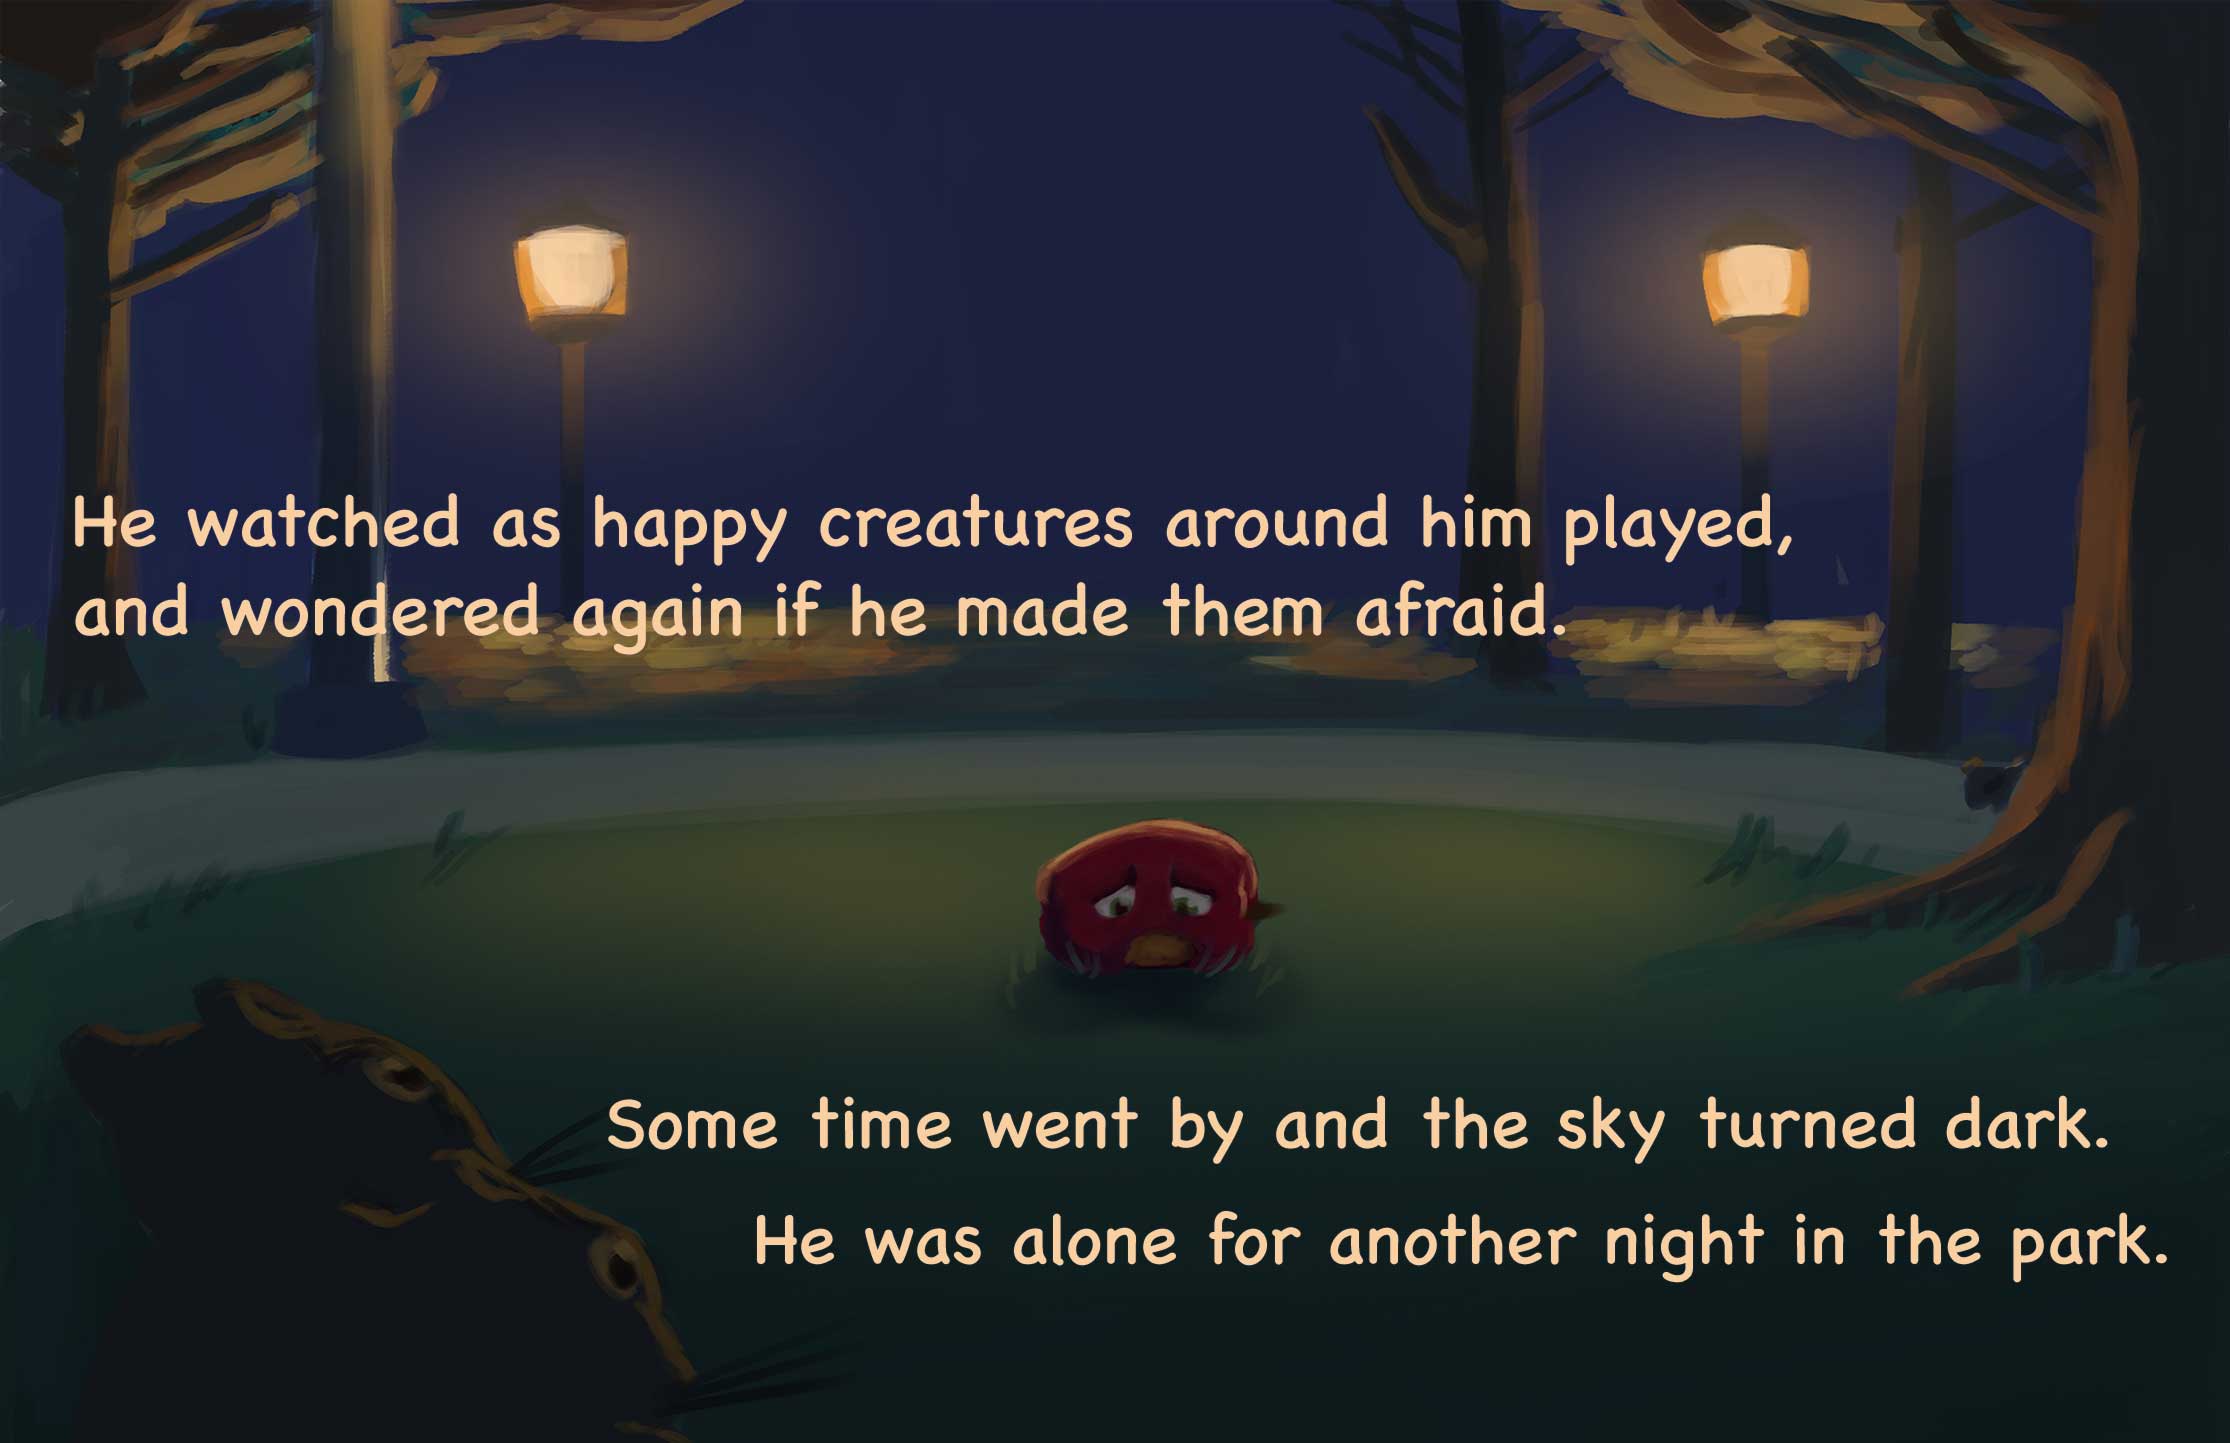 He watched as happy creatures around him played,
and wondered again if he made them afraid.
Some time went by and the sky turned dark.
He was alone for another night in the park.